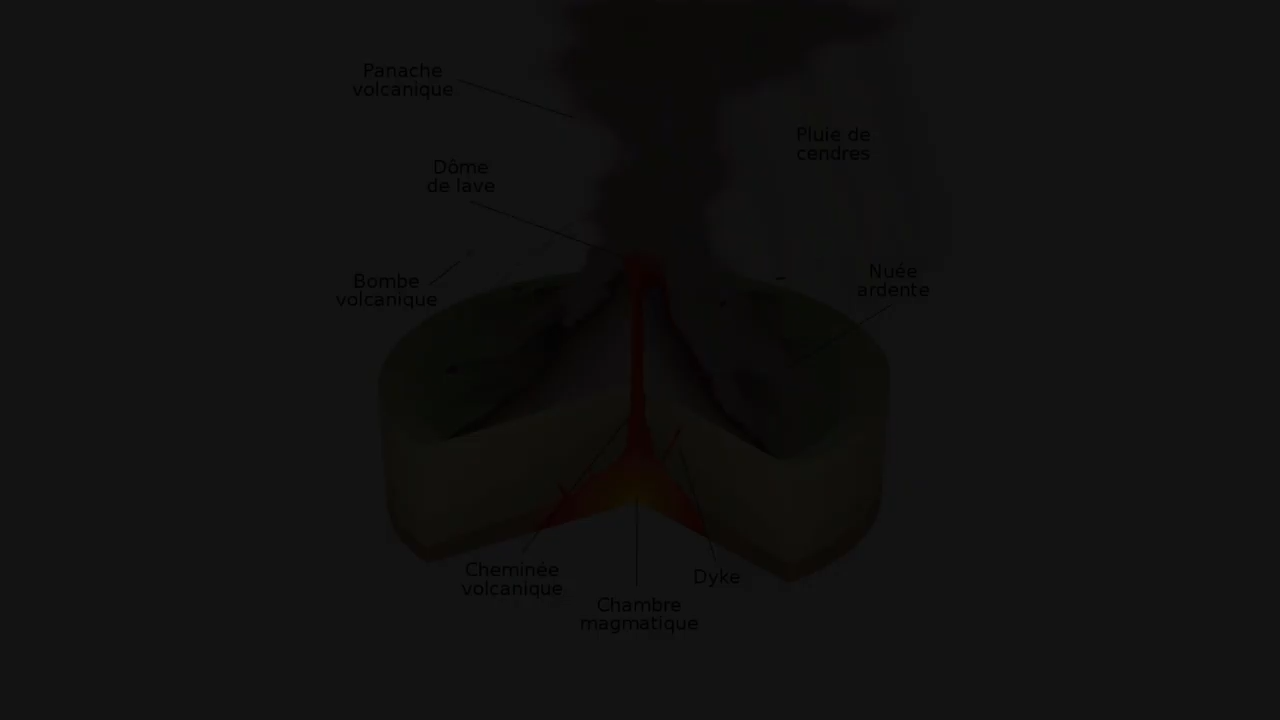 Panache
volcanique
Pluie de
cendres
Dôme
de lave
Nuée
ardente
Bombe
volcanique
Cheminée
volcanique
Dyke
Chambre
magmatique